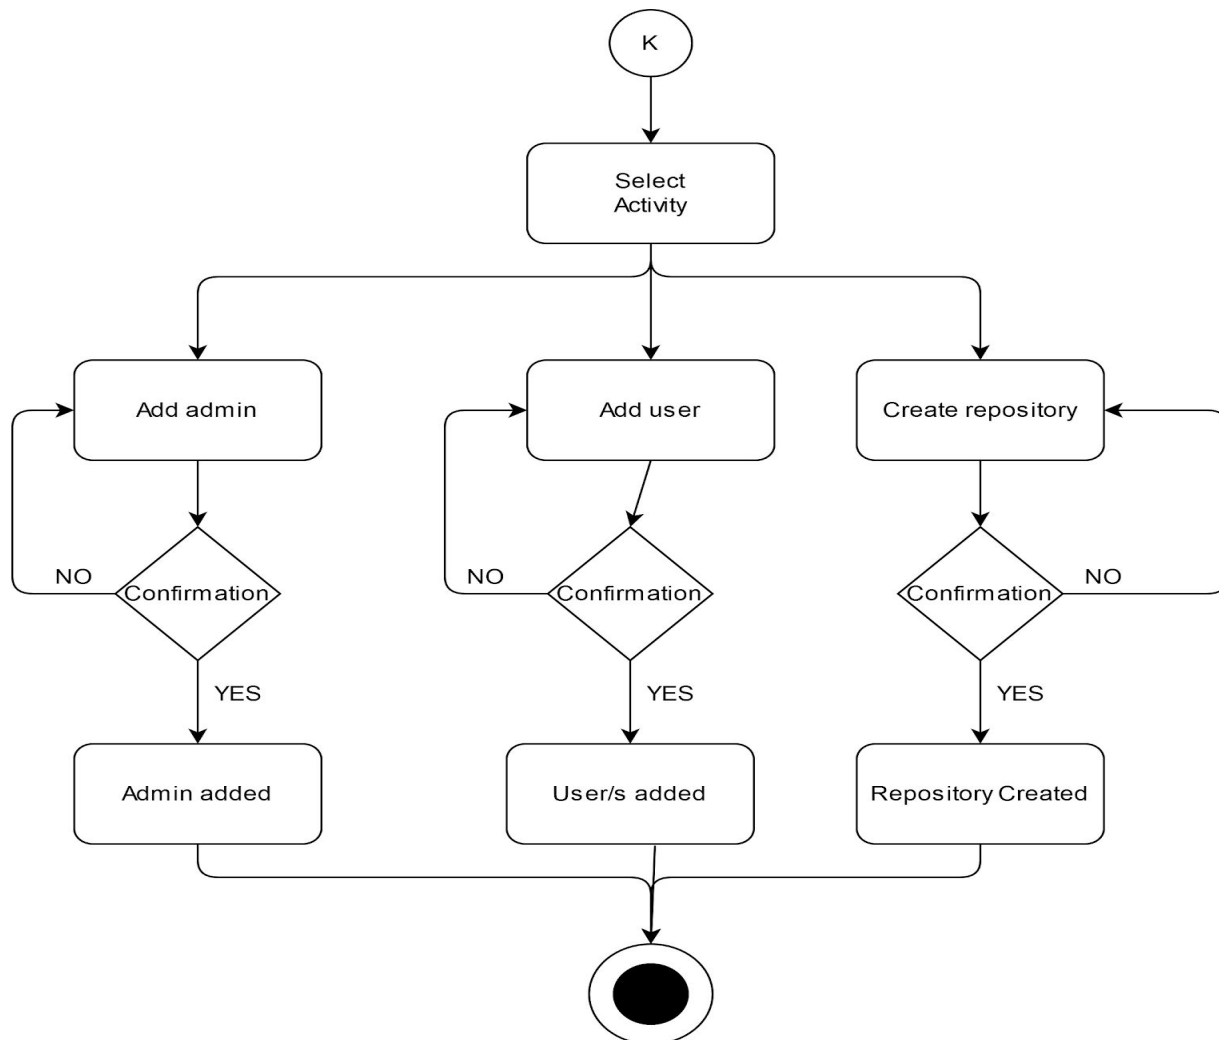 K
Select
Activity
Add admin
Add user
Create repository
NO
Confirmation
NO
Confirmation
Confirmation
NO
YES
YES
YES
Admin added
User/s added
Repository Created